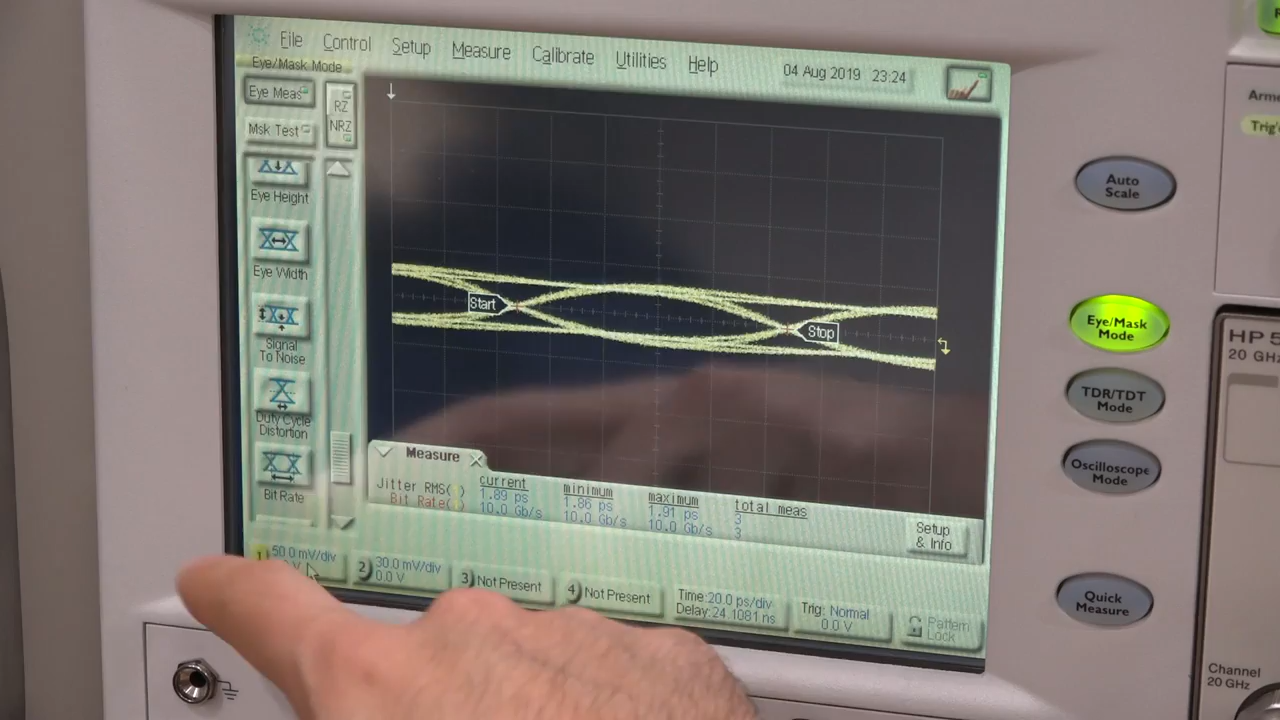 File Control Setup Measure Calibrate Utilities Help 04 Aug 2019 23:24
Eye/Mask Mode
Eye Meas
RZ
NRZ
Msk Test
Eye Height
Eye Width
Signal
To Noise
Duty Cycle
Distortion
Bit Rate
Start
Stop
Measure
current minimum maximum total meas
Jitter RMS( ) 1.89 ps 1.86 ps 1.91 ps 3
Bit Rate( ) 10.0 Gb/s 10.0 Gb/s 10.0 Gb/s 3
Setup
& Info
1 50.0 mV/div
V
2 30.0 mV/div
0.0 V
3 Not Present
4 Not Present
Time:20.0 ps/div
Delay:24.1081 ns
Trig: Normal
0.0 V
Pattern
Lock
Auto
Scale
Eye/Mask
Mode
TDR/TDT
Mode
Oscilloscope
Mode
Quick
Measure
Trig'
HP 5
20 GHz
Channel
20 GHz